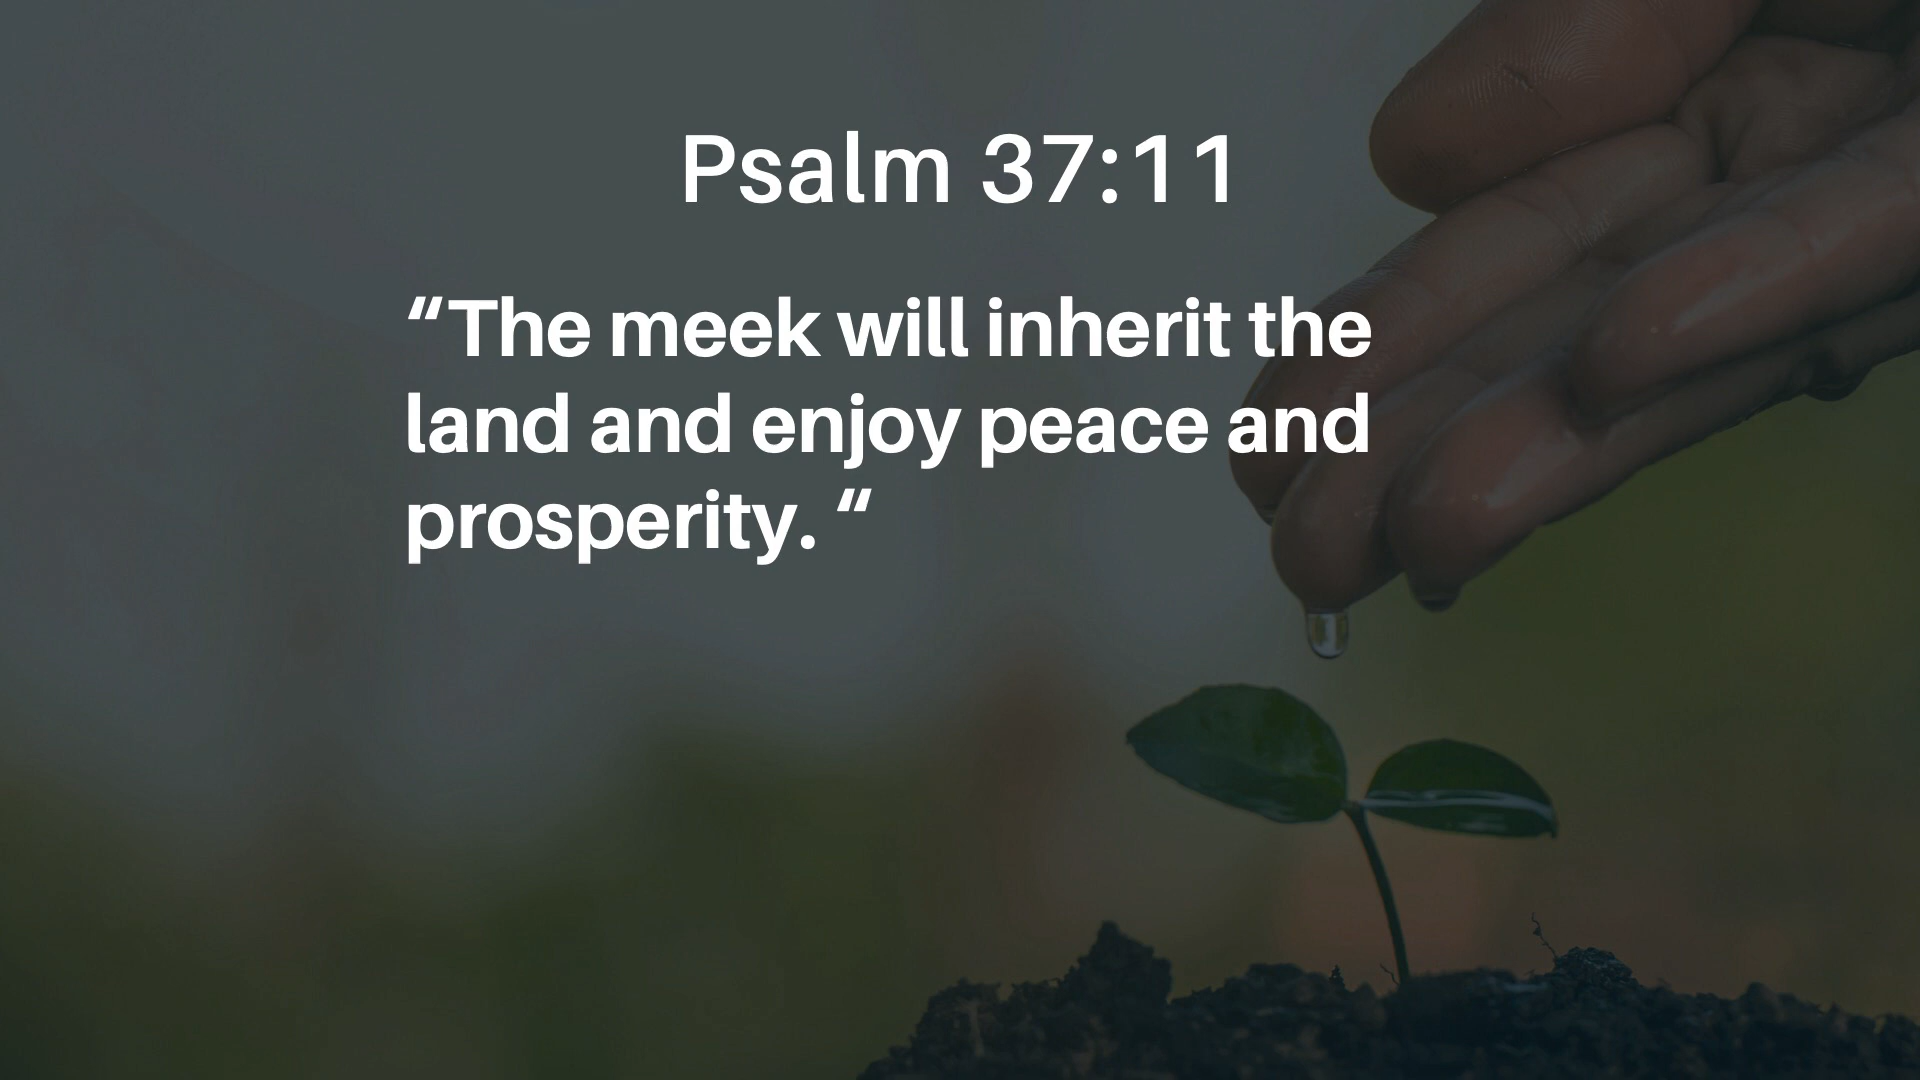 Psalm 37:11
“The meek will inherit the
land and enjoy peace and
prosperity. “